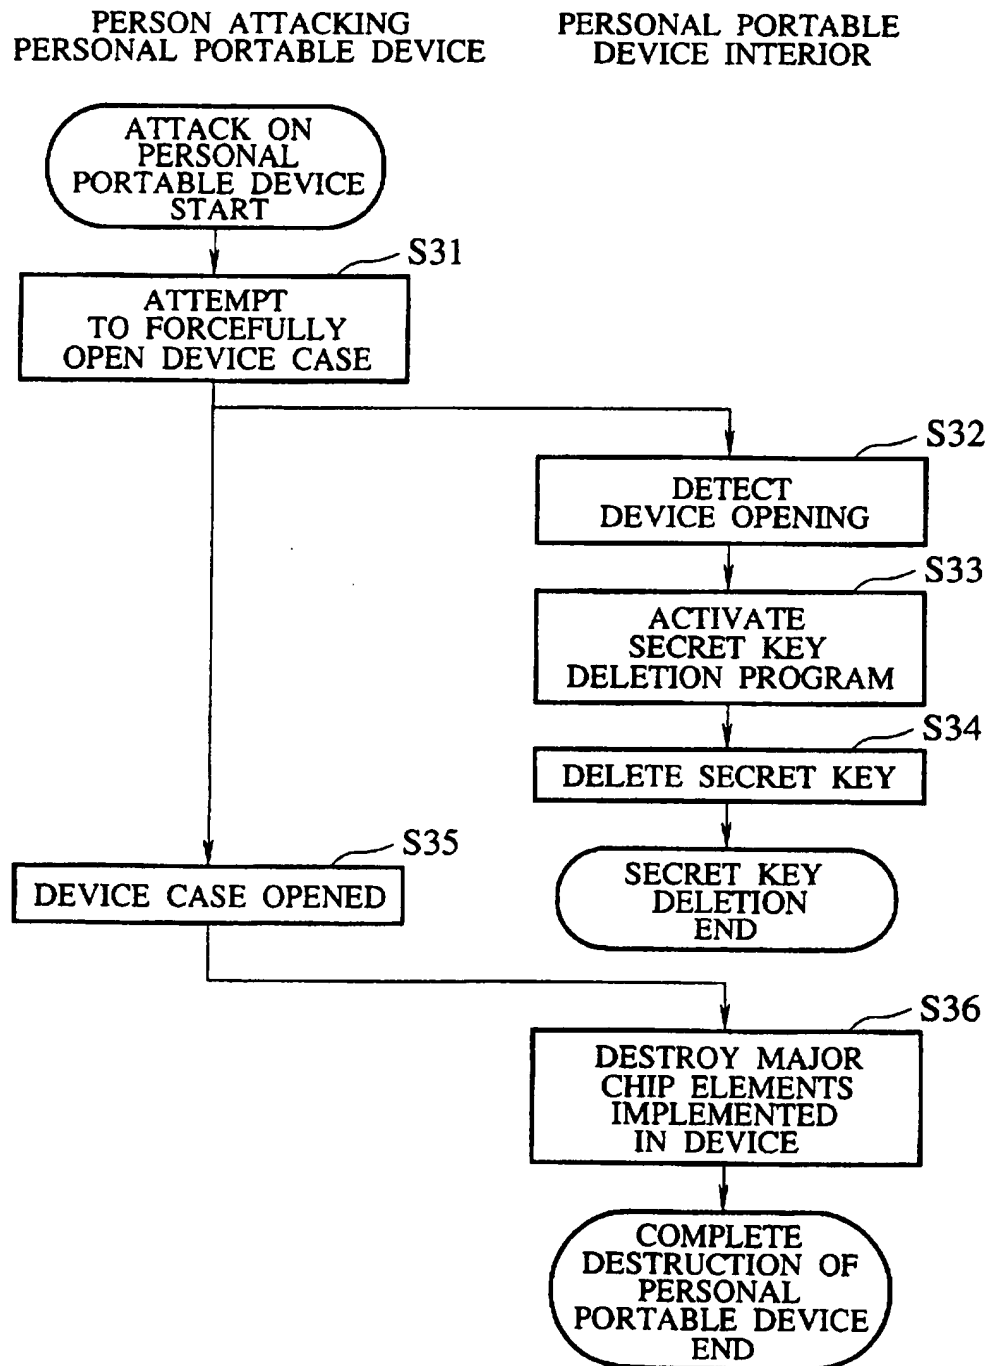 PERSON ATTACKING
PERSONAL PORTABLE DEVICE
PERSONAL PORTABLE
DEVICE INTERIOR
ATTACK ON
PERSONAL
PORTABLE DEVICE
START
S31
ATTEMPT
TO FORCEFULLY
OPEN DEVICE CASE
S32
DETECT
DEVICE OPENING
S33
ACTIVATE
SECRET KEY
DELETION PROGRAM
S34
DELETE SECRET KEY
SECRET KEY
DELETION
END
S35
DEVICE CASE OPENED
S36
DESTROY MAJOR
CHIP ELEMENTS
IMPLEMENTED
IN DEVICE
COMPLETE
DESTRUCTION OF
PERSONAL
PORTABLE DEVICE
END